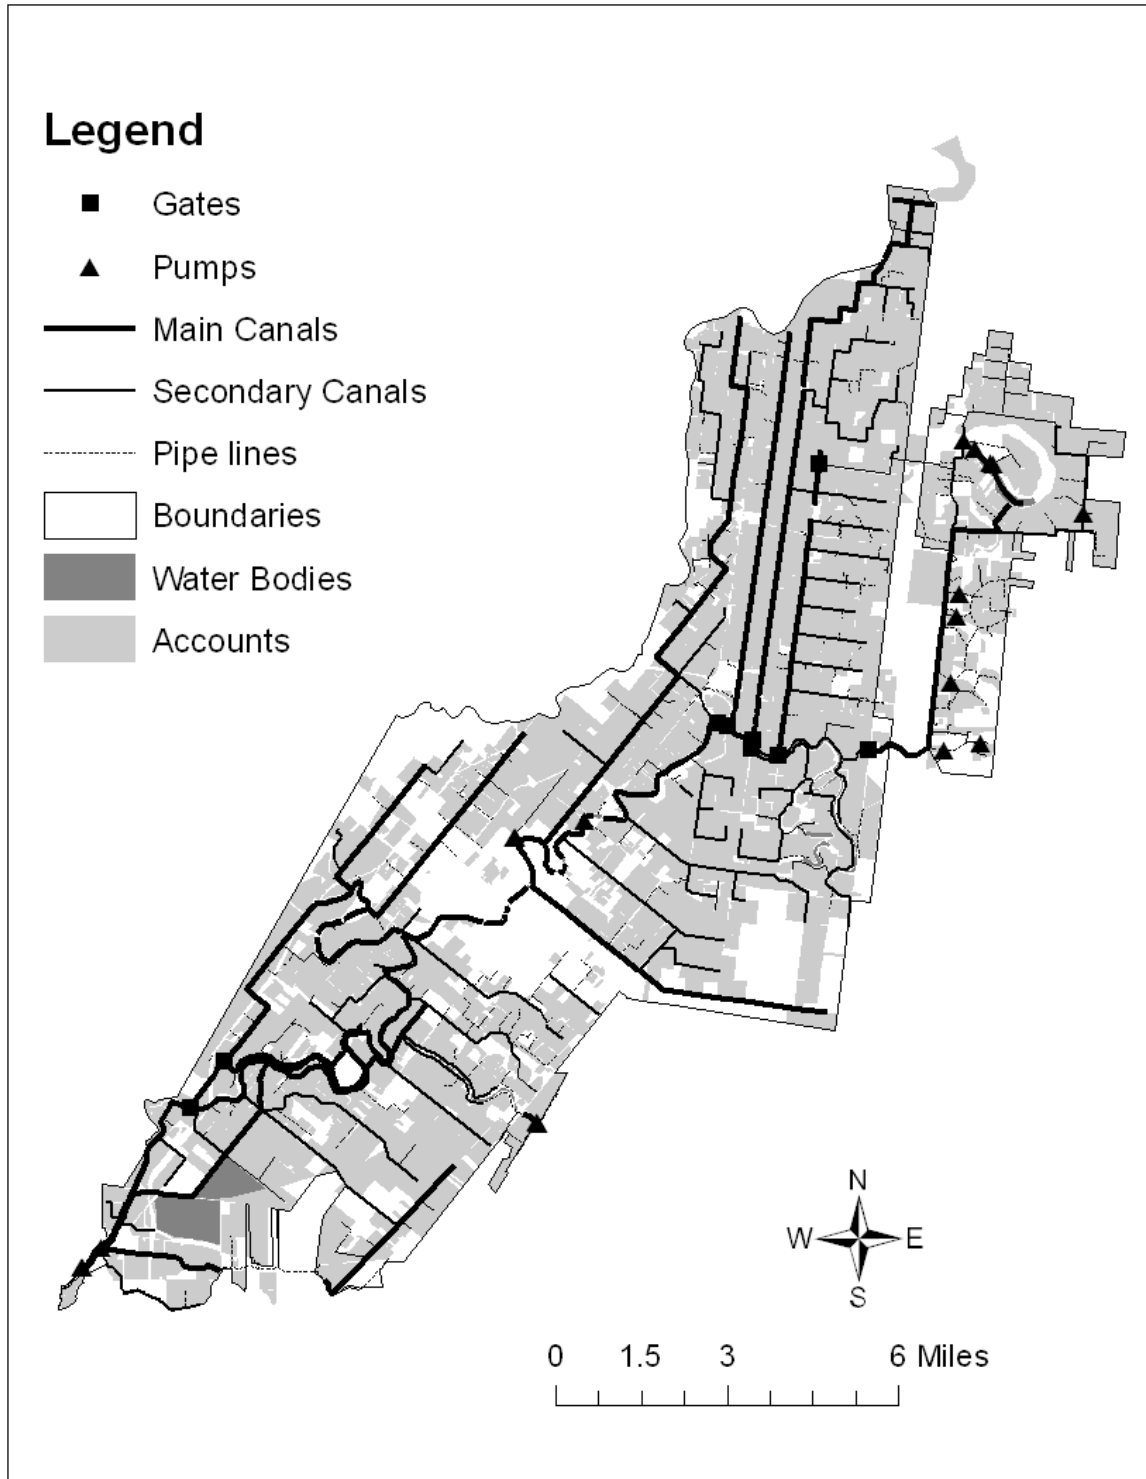 Legend
Gates
Pumps
Main Canals
Secondary Canals
Pipe lines
Boundaries
Water Bodies
Accounts
N
W E
S
0 1.5 3 6 Miles